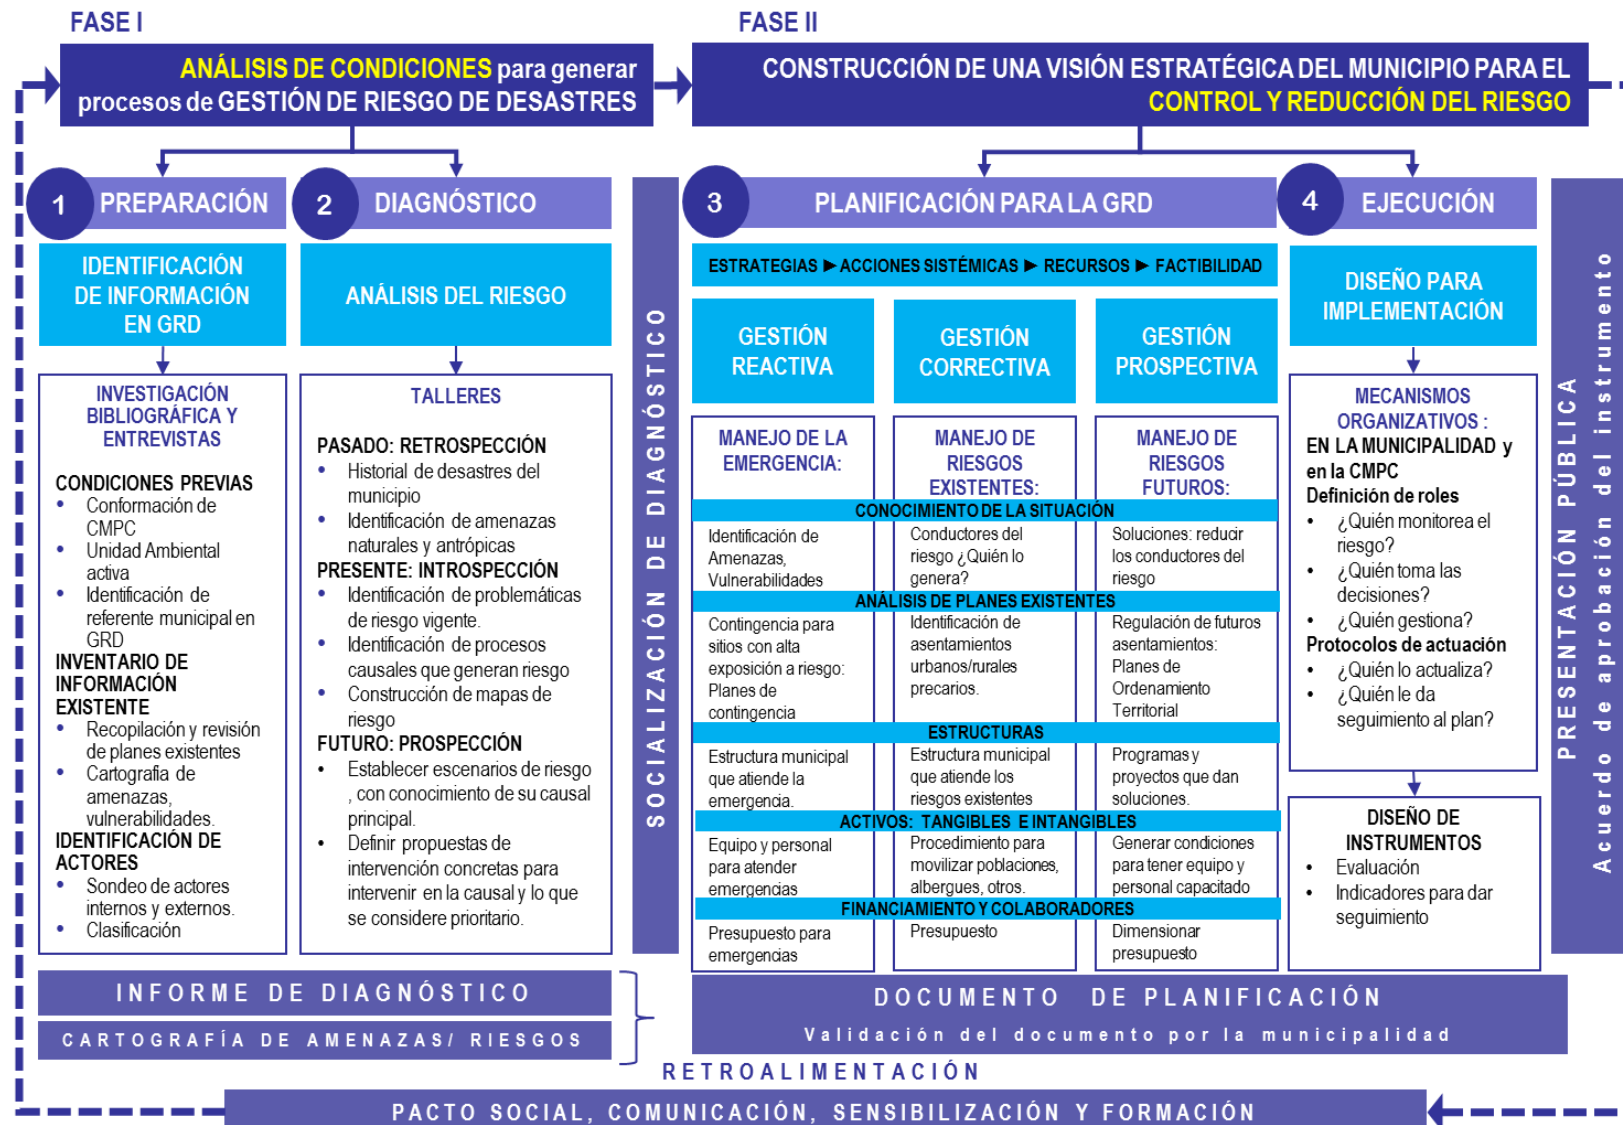 FASE I
ANÁLISIS DE CONDICIONES para generar
procesos de GESTIÓN DE RIESGO DE DESASTRES
FASE II
CONSTRUCCIÓN DE UNA VISIÓN ESTRATÉGICA DEL MUNICIPIO PARA EL
CONTROL Y REDUCCIÓN DEL RIESGO
1
PREPARACIÓN
IDENTIFICACIÓN
DE INFORMACIÓN
EN GRD
INVESTIGACIÓN
BIBLIOGRÁFICA Y
ENTREVISTAS
CONDICIONES PREVIAS
• Conformación de
CMPC
• Unidad Ambiental
activa
• Identificación de
referente municipal en
GRD
INVENTARIO DE
INFORMACIÓN
EXISTENTE
• Recopilación y revisión
de planes existentes
• Cartografía de
amenazas,
vulnerabilidades.
IDENTIFICACIÓN DE
ACTORES
• Sondeo de actores
internos y externos.
• Clasificación
2
DIAGNÓSTICO
ANÁLISIS DEL RIESGO
TALLERES
PASADO: RETROSPECCIÓN
• Historial de desastres del
municipio
• Identificación de amenazas
naturales y antrópicas
PRESENTE: INTROSPECCIÓN
• Identificación de problemáticas
de riesgo vigente.
• Identificación de procesos
causales que generan riesgo
• Construcción de mapas de
riesgo
FUTURO: PROSPECCIÓN
• Establecer escenarios de riesgo
, con conocimiento de su causal
principal.
• Definir propuestas de
intervención concretas para
intervenir en la causal y lo que
se considere prioritario.
SOCIALIZACIÓN DE DIAGNÓSTICO
3
PLANIFICACIÓN PARA LA GRD
ESTRATEGIAS ► ACCIONES SISTÉMICAS ► RECURSOS ► FACTIBILIDAD
GESTIÓN
REACTIVA
GESTIÓN
CORRECTIVA
GESTIÓN
PROSPECTIVA
MANEJO DE LA
EMERGENCIA:
MANEJO DE
RIESGOS
EXISTENTES:
MANEJO DE
RIESGOS
FUTUROS:
CONOCIMIENTO DE LA SITUACIÓN
Identificación de
Amenazas,
Vulnerabilidades
Conductores del
riesgo ¿Quién lo
genera?
Soluciones: reducir
los conductores del
riesgo
ANÁLISIS DE PLANES EXISTENTES
Contingencia para
sitios con alta
exposición a riesgo:
Planes de
contingencia
Identificación de
asentamientos
urbanos/rurales
precarios.
Regulación de futuros
asentamientos:
Planes de
Ordenamiento
Territorial
ESTRUCTURAS
Estructura municipal
que atiende la
emergencia.
Estructura municipal
que atiende los
riesgos existentes
Programas y
proyectos que dan
soluciones.
ACTIVOS: TANGIBLES E INTANGIBLES
Equipo y personal
para atender
emergencias
Procedimiento para
movilizar poblaciones,
albergues, otros.
Generar condiciones
para tener equipo y
personal capacitado
FINANCIAMIENTO Y COLABORADORES
Presupuesto para
emergencias
Presupuesto
Dimensionar
presupuesto
4
EJECUCIÓN
DISEÑO PARA
IMPLEMENTACIÓN
MECANISMOS
ORGANIZATIVOS :
EN LA MUNICIPALIDAD y
en la CMPC
Definición de roles
• ¿Quién monitorea el
riesgo?
• ¿Quién toma las
decisiones?
• ¿Quién gestiona?
Protocolos de actuación
• ¿Quién lo actualiza?
• ¿Quién le da
seguimiento al plan?
DISEÑO DE
INSTRUMENTOS
• Evaluación
• Indicadores para dar
seguimiento
PRESENTACIÓN PÚBLICA
Acuerdo de aprobación del instrumento
INFORME DE DIAGNÓSTICO
CARTOGRAFÍA DE AMENAZAS/ RIESGOS
DOCUMENTO DE PLANIFICACIÓN
Validación del documento por la municipalidad
RETROALIMENTACIÓN
PACTO SOCIAL, COMUNICACIÓN, SENSIBILIZACIÓN Y FORMACIÓN